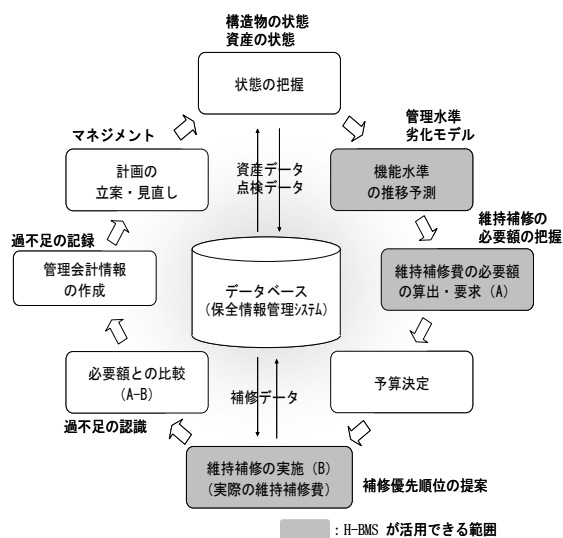 構造物の状態
資産の状態
状態の把握
管理水準
劣化モデル
機能水準
の推移予測
維持補修の
必要額の把握
維持補修費の必要額
の算出・要求（A）
予算決定
補修優先順位の提案
維持補修の実施（B）
（実際の維持補修費）
過不足の認識
必要額との比較
（A-B）
過不足の記録
管理会計情報
の作成
マネジメント
計画の
立案・見直し
資産データ
点検データ
データベース
（保全情報管理システム）
補修データ
：H-BMS が活用できる範囲